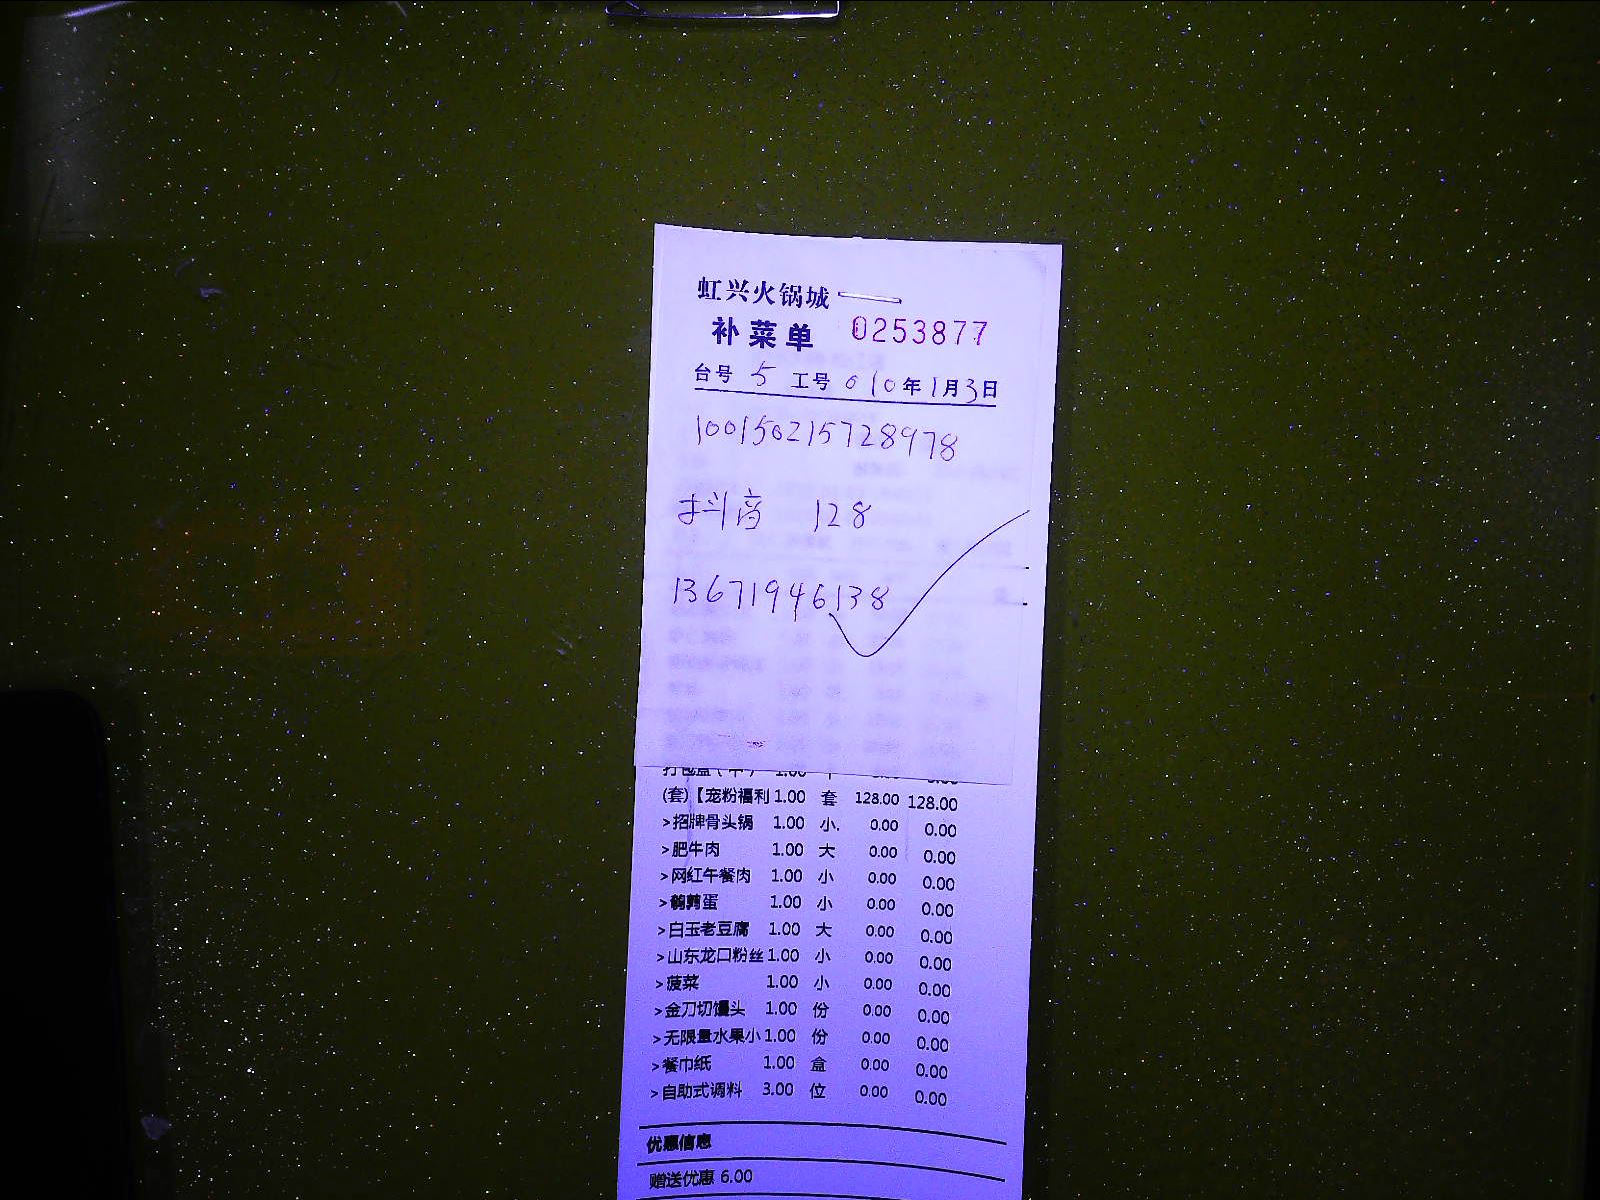 虹兴火锅城
补菜单 0253877
台号 5 工号 010 年 1 月 3 日
100150215728978
抖音 128
13671946138
打包盒(中) 1.00 个
(套)【宠粉福利 1.00 套 128.00 128.00
>招牌骨头锅 1.00 小. 0.00 0.00
>肥牛肉 1.00 大 0.00 0.00
>网红午餐肉 1.00 小 0.00 0.00
>鹌鹑蛋 1.00 小 0.00 0.00
>白玉老豆腐 1.00 大 0.00 0.00
>山东龙口粉丝 1.00 小 0.00 0.00
>菠菜 1.00 小 0.00 0.00
>金刀切馒头 1.00 份 0.00 0.00
>无限量水果小 1.00 份 0.00 0.00
>餐巾纸 1.00 盒 0.00 0.00
>自助式调料 3.00 位 0.00 0.00
优惠信息
赠送优惠 6.00